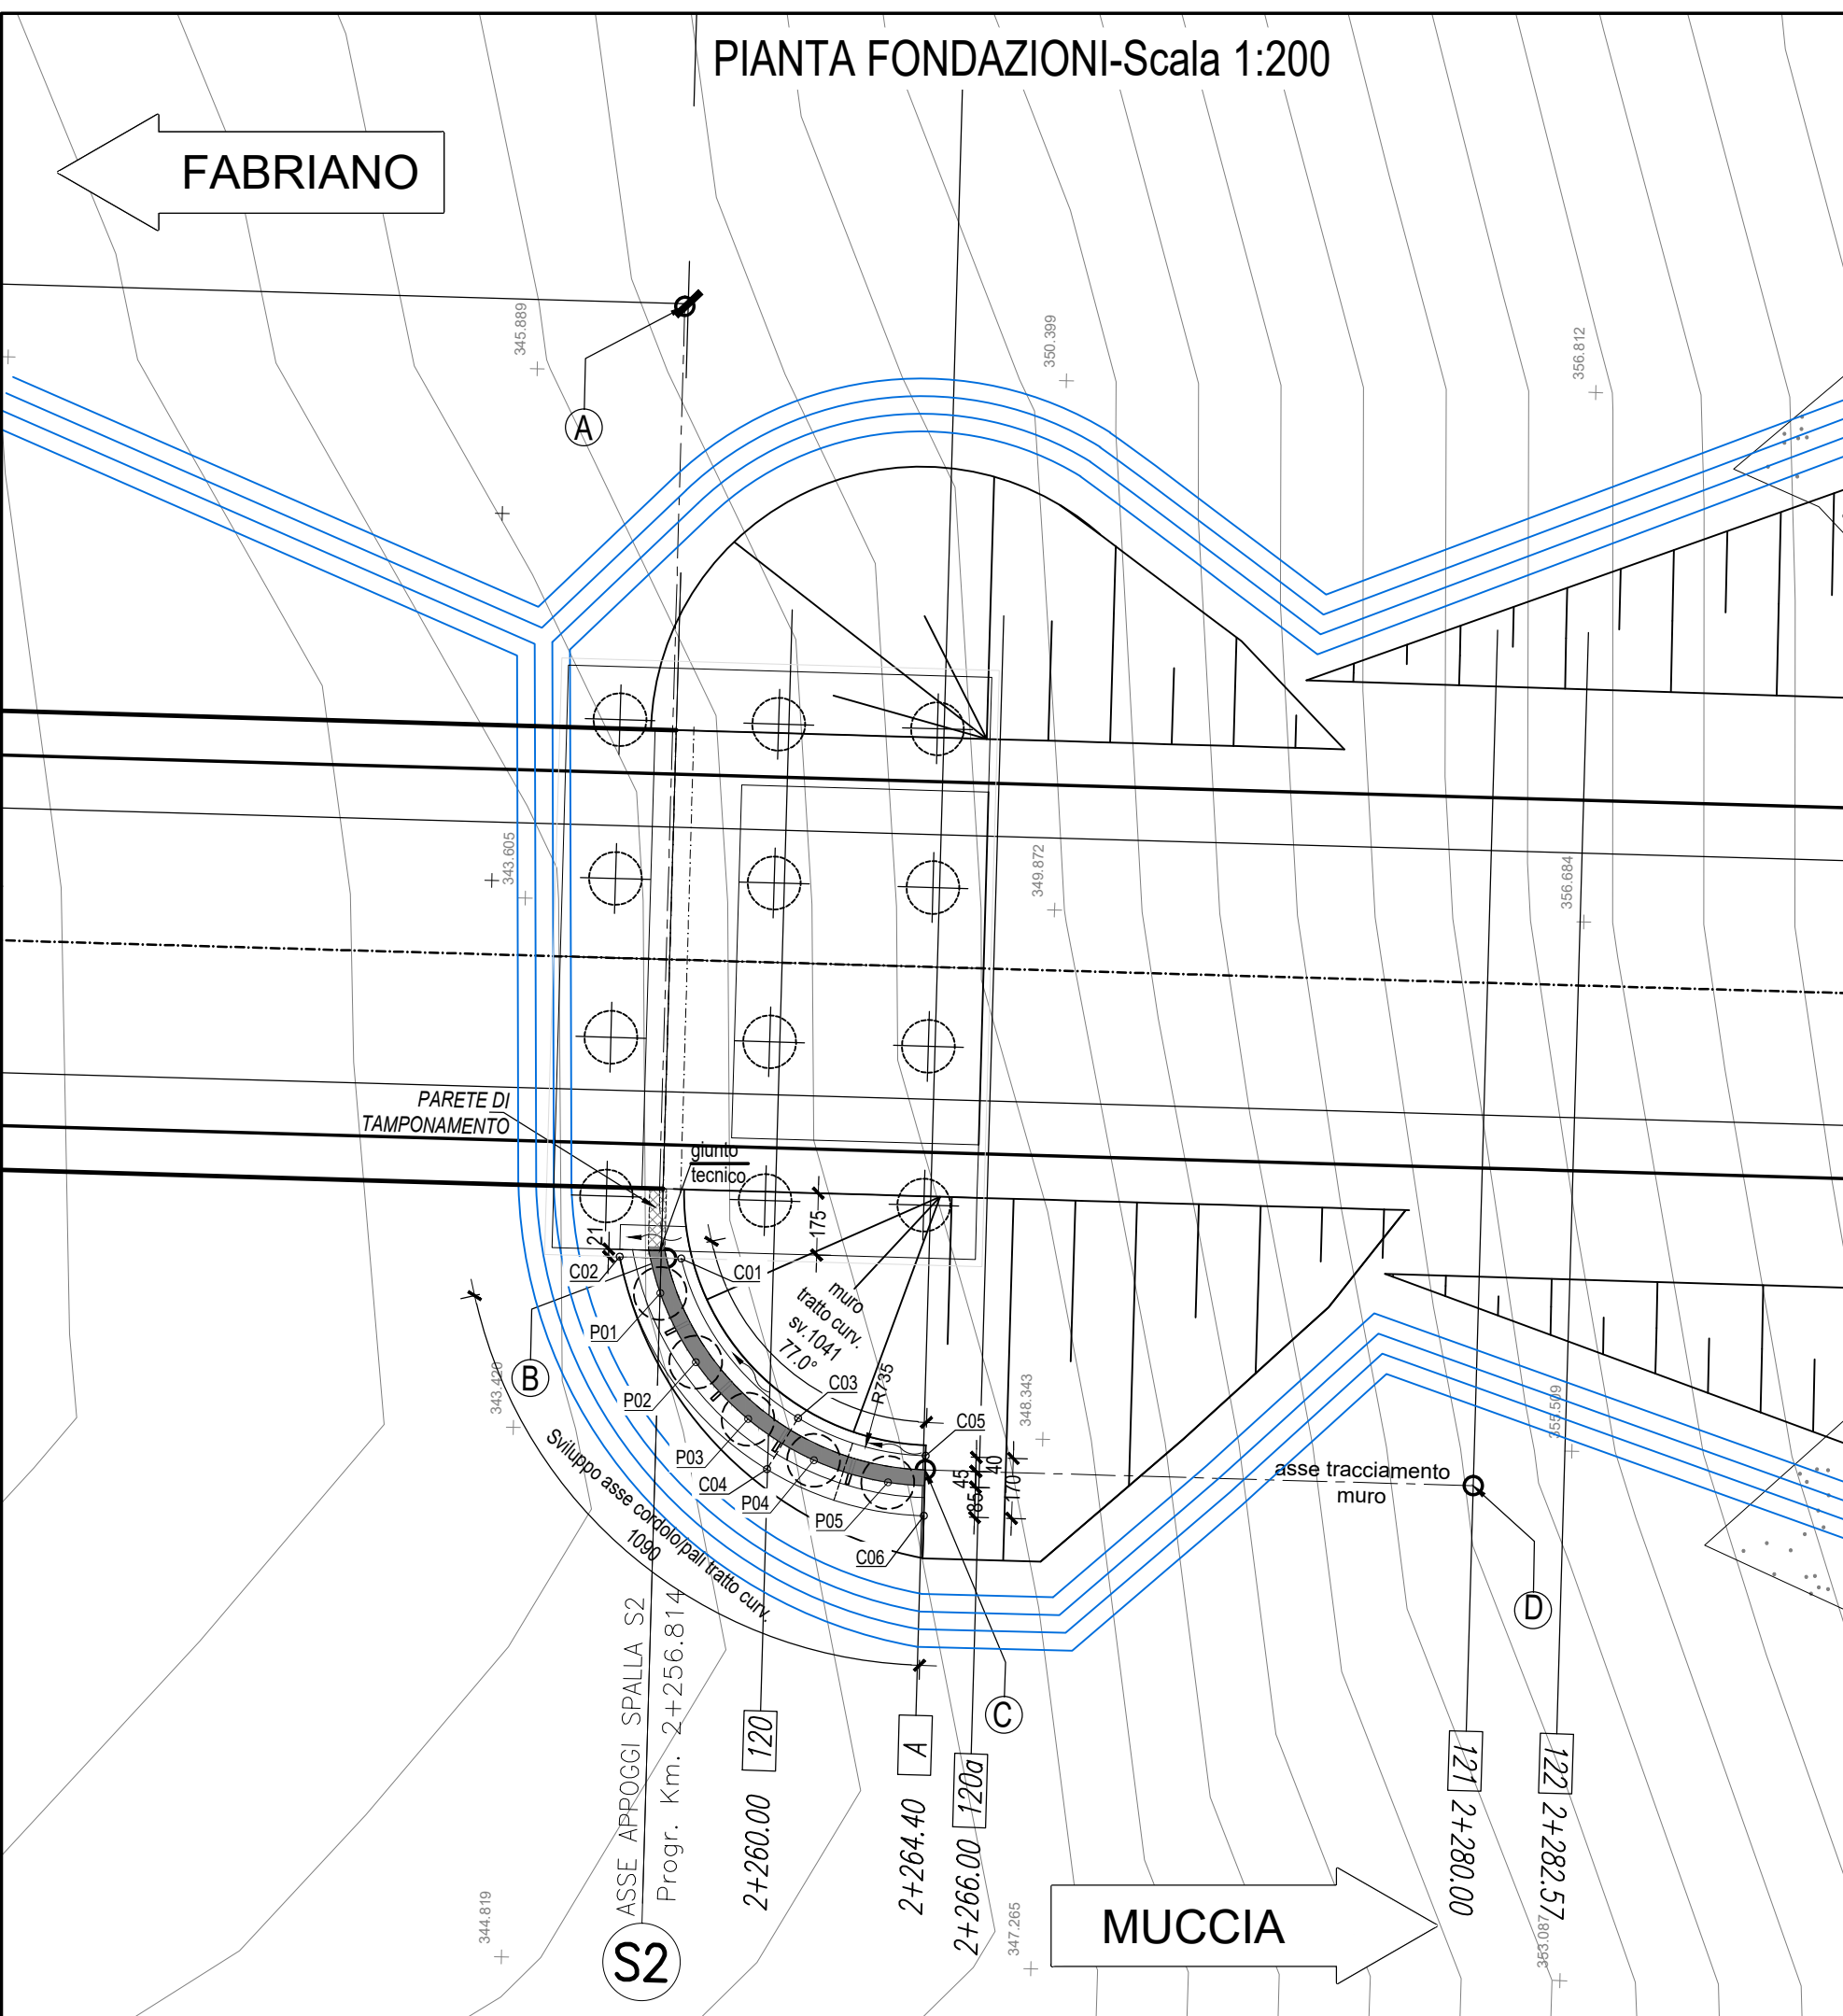 PIANTA FONDAZIONI-Scala 1:200
FABRIANO
345.889
350.399
356.812
A
343.605
349.872
356.684
PARETE DI
TAMPONAMENTO
giunto
tecnico
175
21
C02
C01
muro
tratto curv.
sv.1041
77.0°
P01
B
P02
C03
R735
343.420
348.343
355.509
C05
P03
C04
P04
P05
C06
45
40
85
170
asse tracciamento
muro
Sviluppo asse cordolo/pali tratto curv.
1090
D
C
ASSE APPOGGI SPALLA S2
Progr. Km. 2+256.814
S2
120
2+260.00
A
2+264.40
120a
2+266.00
121
2+280.00
122
2+282.57
344.819
347.265
353.087
MUCCIA